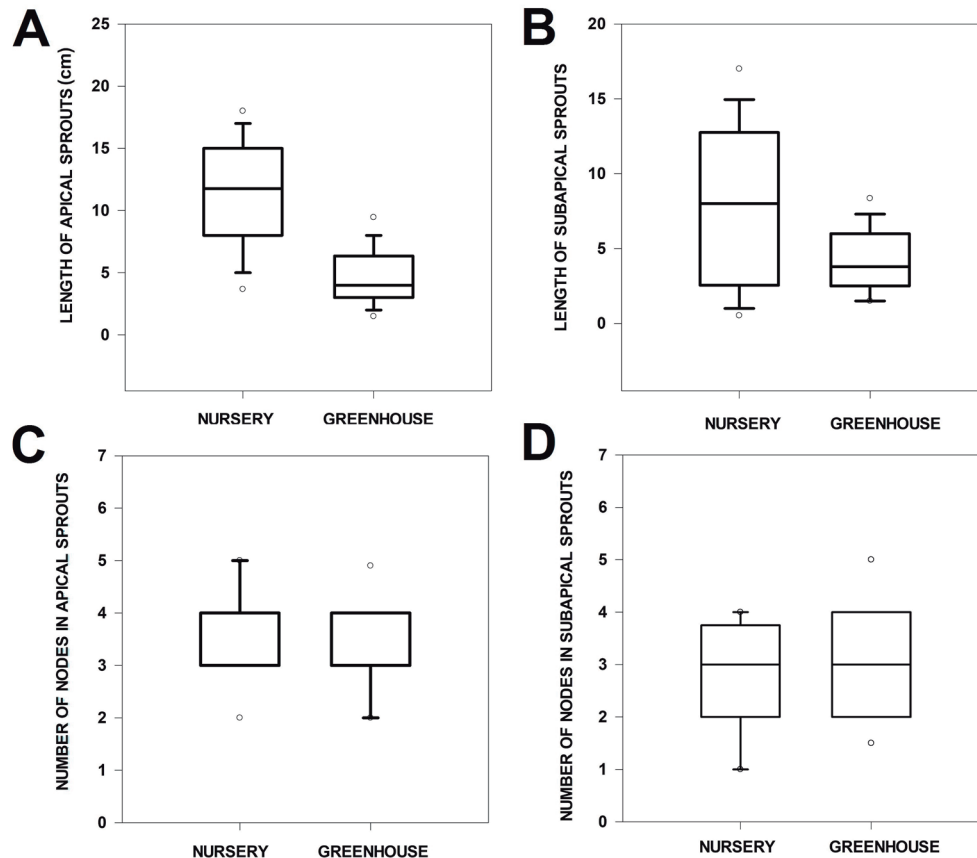 A
LENGTH OF APICAL SPROUTS (cm)
25
20
15
10
5
0
NURSERY GREENHOUSE
B
LENGTH OF SUBAPICAL SPROUTS
20
15
10
5
0
NURSERY GREENHOUSE
C
NUMBER OF NODES IN APICAL SPROUTS
7
6
5
4
3
2
1
0
NURSERY GREENHOUSE
D
NUMBER OF NODES IN SUBAPICAL SPROUTS
7
6
5
4
3
2
1
0
NURSERY GREENHOUSE